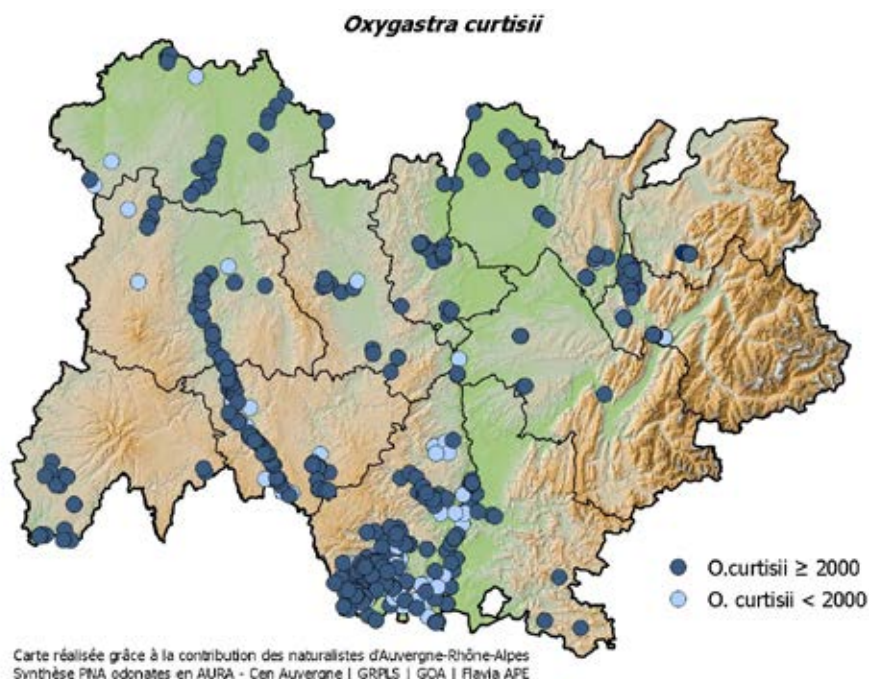 Oxygastra curtisii
O.curtisii ≥ 2000
O. curtisii < 2000
Carte réalisée grâce à la contribution des naturalistes d'Auvergne-Rhône-Alpes
Synthèse PNA odonates en AURA - Cen Auvergne | GRPLS | GOA | Flavia APE